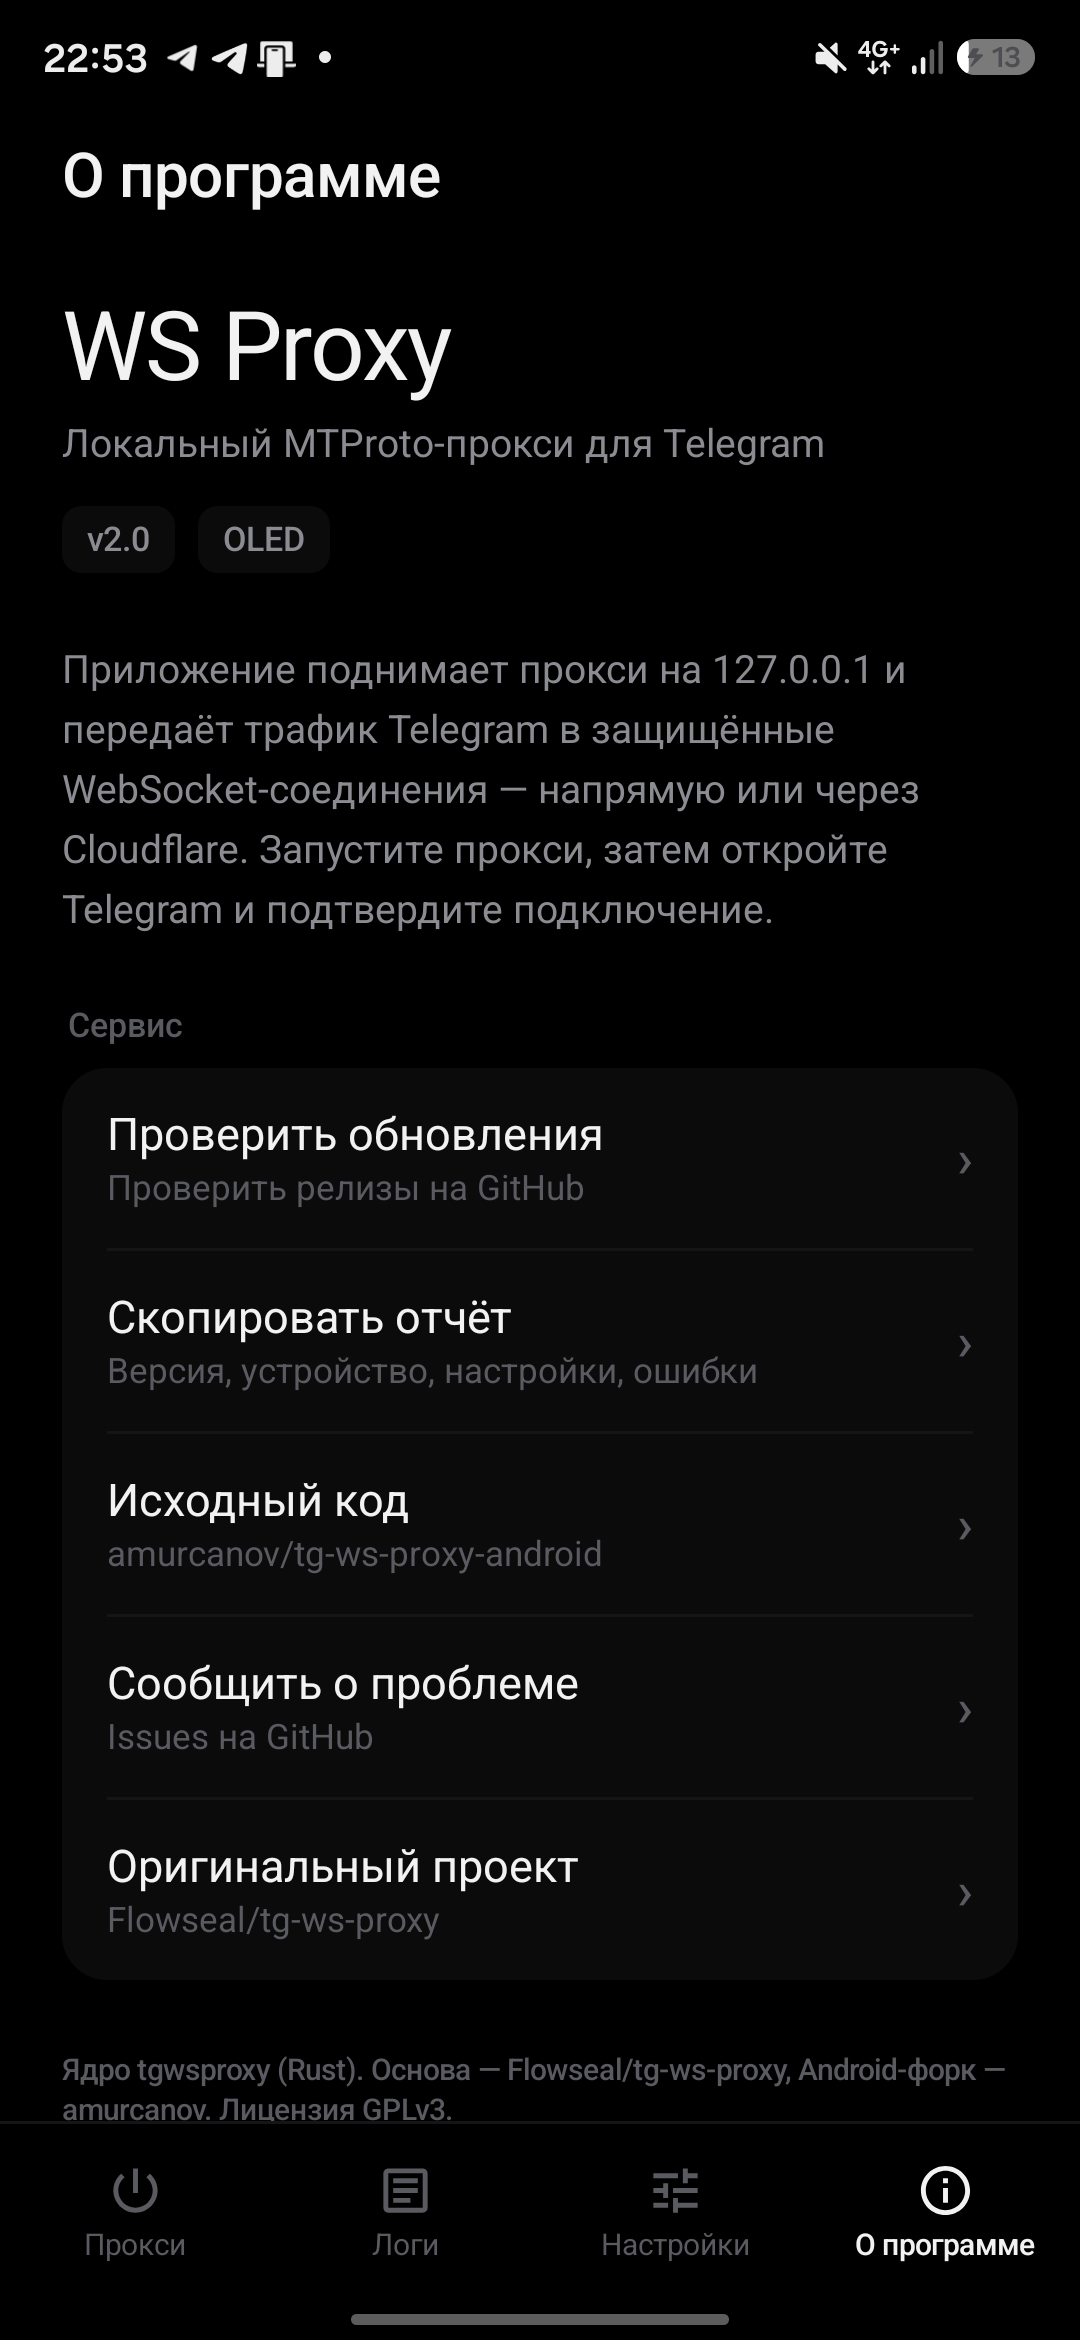 22:53
4G+
13
О программе
WS Proxy
Локальный MTProto-прокси для Telegram
v2.0
OLED
Приложение поднимает прокси на 127.0.0.1 и
передаёт трафик Telegram в защищённые
WebSocket-соединения — напрямую или через
Cloudflare. Запустите прокси, затем откройте
Telegram и подтвердите подключение.
Сервис
Проверить обновления
Проверить релизы на GitHub
Скопировать отчёт
Версия, устройство, настройки, ошибки
Исходный код
amurcanov/tg-ws-proxy-android
Сообщить о проблеме
Issues на GitHub
Оригинальный проект
Flowseal/tg-ws-proxy
Ядро tgwsproxy (Rust). Основа — Flowseal/tg-ws-proxy, Android-форк —
amurcanov. Лицензия GPLv3.
Прокси
Логи
Настройки
О программе